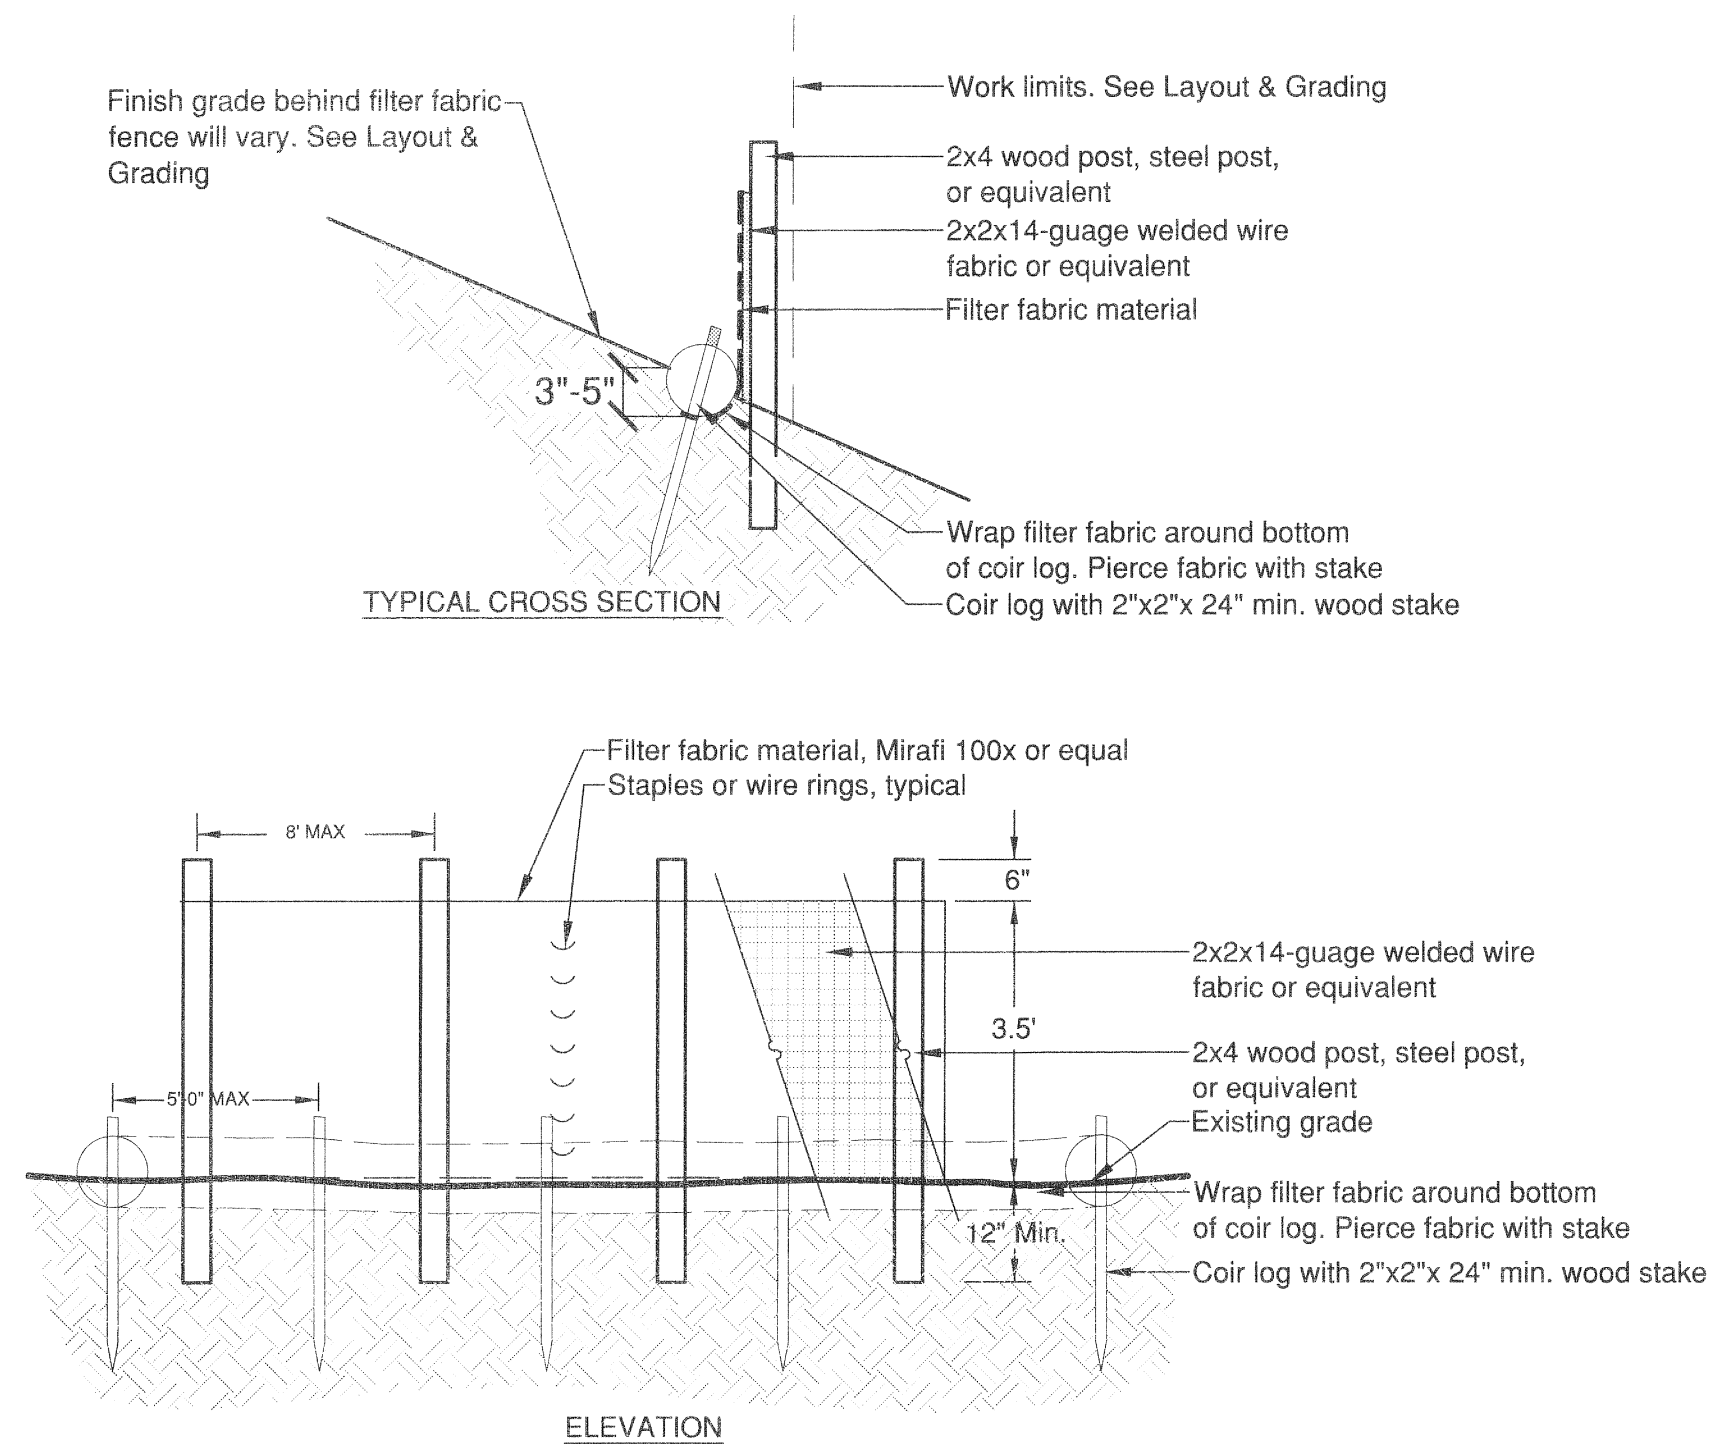 Finish grade behind filter fabric
fence will vary. See Layout &
Grading
Work limits. See Layout & Grading
2x4 wood post, steel post,
or equivalent
2x2x14-guage welded wire
fabric or equivalent
Filter fabric material
3"-5"
Wrap filter fabric around bottom
of coir log. Pierce fabric with stake
Coir log with 2"x2"x 24" min. wood stake
TYPICAL CROSS SECTION
Filter fabric material, Mirafi 100x or equal
Staples or wire rings, typical
8' MAX
6"
2x2x14-guage welded wire
fabric or equivalent
3.5'
2x4 wood post, steel post,
or equivalent
5'-0" MAX
Existing grade
Wrap filter fabric around bottom
of coir log. Pierce fabric with stake
12" Min.
Coir log with 2"x2"x 24" min. wood stake
ELEVATION